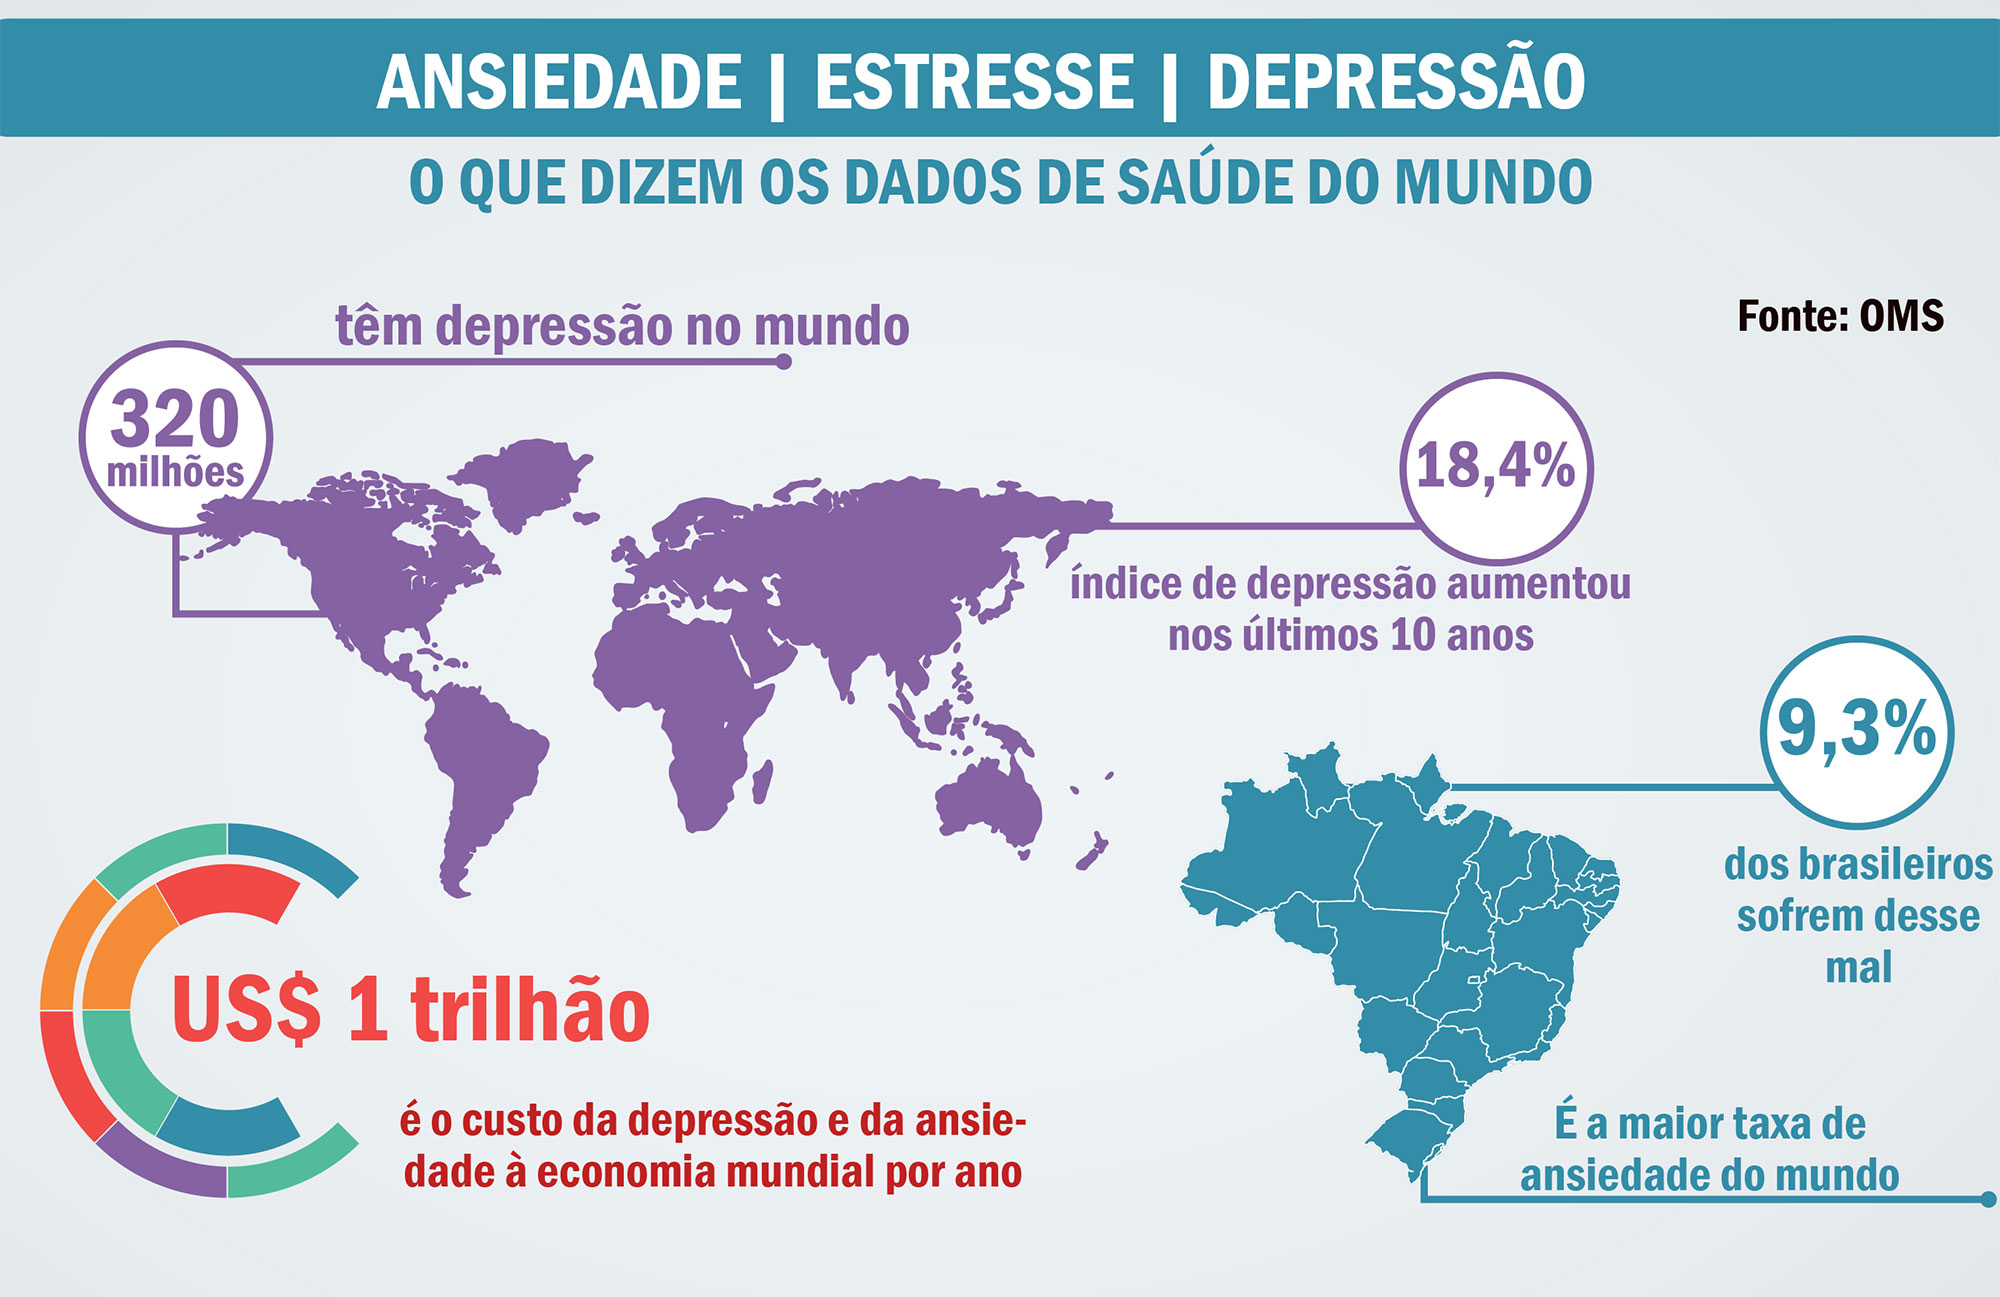 ANSIEDADE | ESTRESSE | DEPRESSÃO
O QUE DIZEM OS DADOS DE SAÚDE DO MUNDO
Fonte: OMS
320
milhões
têm depressão no mundo
18,4%
índice de depressão aumentou
nos últimos 10 anos
9,3%
dos brasileiros
sofrem desse
mal
É a maior taxa de
ansiedade do mundo
US$ 1 trilhão
é o custo da depressão e da ansie-
dade à economia mundial por ano